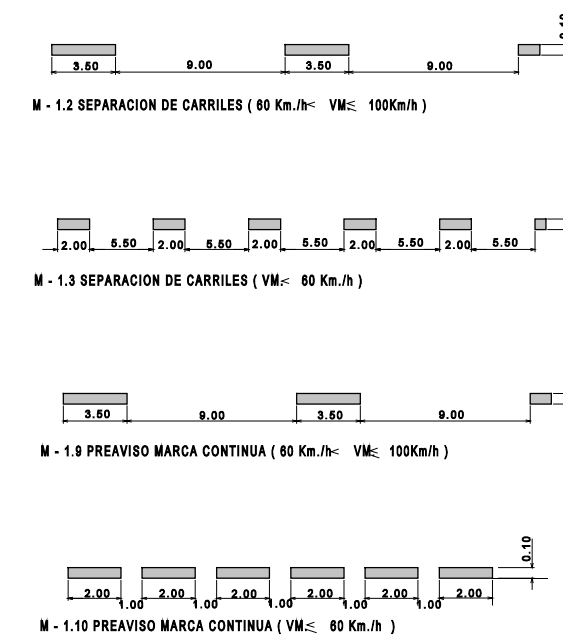 3.50 9.00 3.50 9.00
M - 1.2 SEPARACION DE CARRILES ( 60 Km./h< VM≤ 100Km/h )
2.00 5.50 2.00 5.50 2.00 5.50 2.00 5.50 2.00 5.50
M - 1.3 SEPARACION DE CARRILES ( VM≤ 60 Km./h )
3.50 9.00 3.50 9.00
M - 1.9 PREAVISO MARCA CONTINUA ( 60 Km./h< VM≤ 100Km/h )
0.10
2.00 2.00 2.00 2.00 2.00 2.00
1.00 1.00 1.00 1.00 1.00
M - 1.10 PREAVISO MARCA CONTINUA ( VM≤ 60 Km./h )